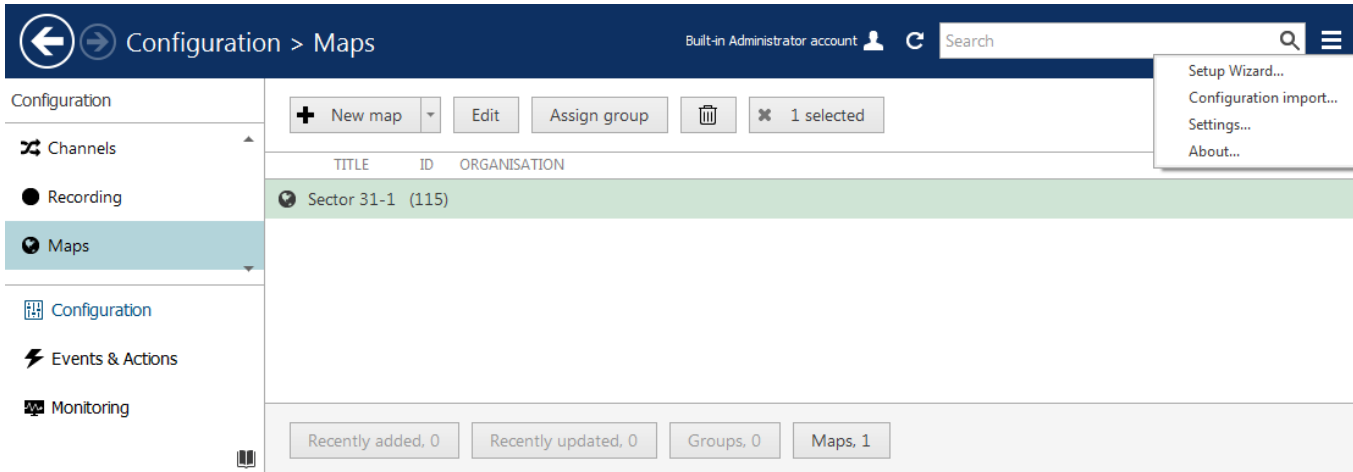 Configuration > Maps
Built-in Administrator account
Search
Setup Wizard...
Configuration import...
Settings...
About...
Configuration
Channels
Recording
Maps
Configuration
Events & Actions
Monitoring
New map
Edit
Assign group
1 selected
TITLE ID ORGANISATION
Sector 31-1 (115)
Recently added, 0
Recently updated, 0
Groups, 0
Maps, 1